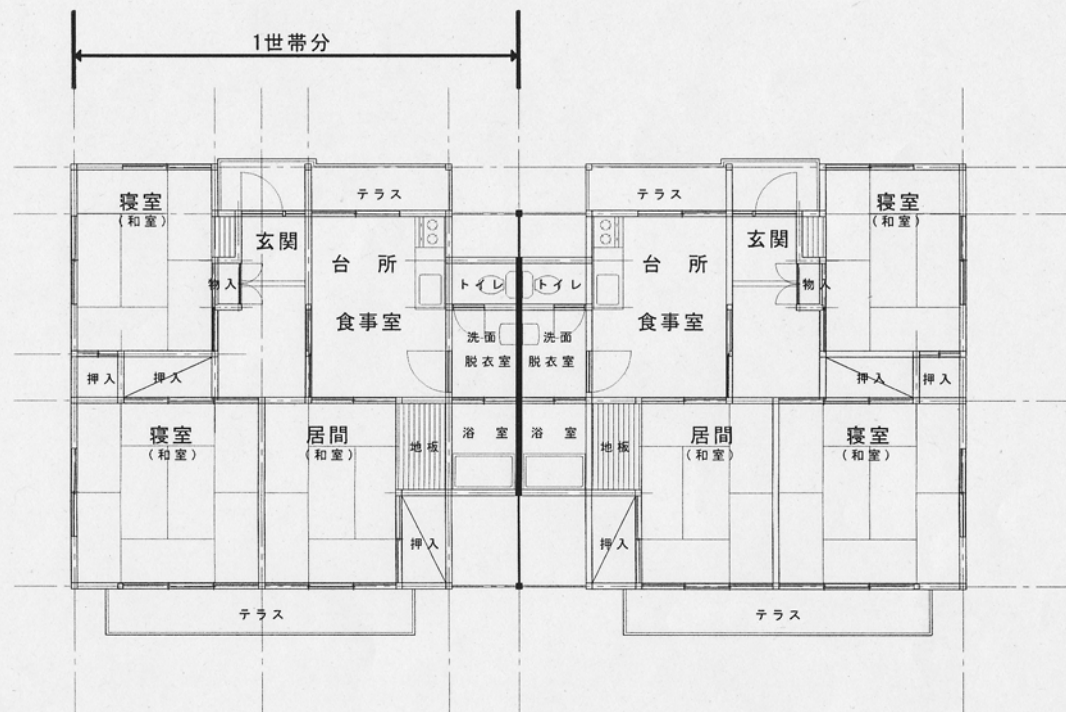 1世帯分
寝室
(和室)
玄関
物入
テラス
台 所
食事室
トイレ
洗面
脱衣室
押入
押入
寝室
(和室)
居間
(和室)
地板
浴 室
押入
テラス
テラス
台 所
食事室
玄関
物入
寝室
(和室)
トイレ
洗面
脱衣室
押入
押入
浴 室
地板
居間
(和室)
寝室
(和室)
押入
テラス